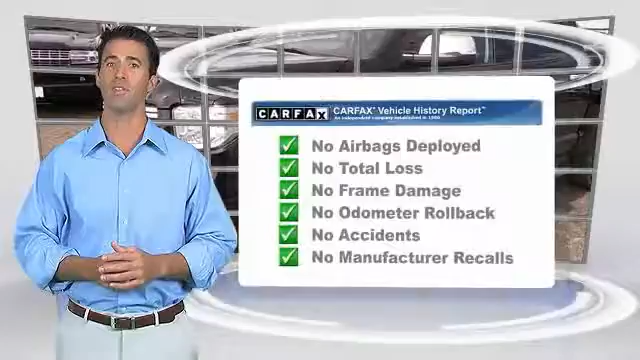 CARFAX CARFAX® Vehicle History Report™
An independent company established in 1986
No Airbags Deployed
No Total Loss
No Frame Damage
No Odometer Rollback
No Accidents
No Manufacturer Recalls